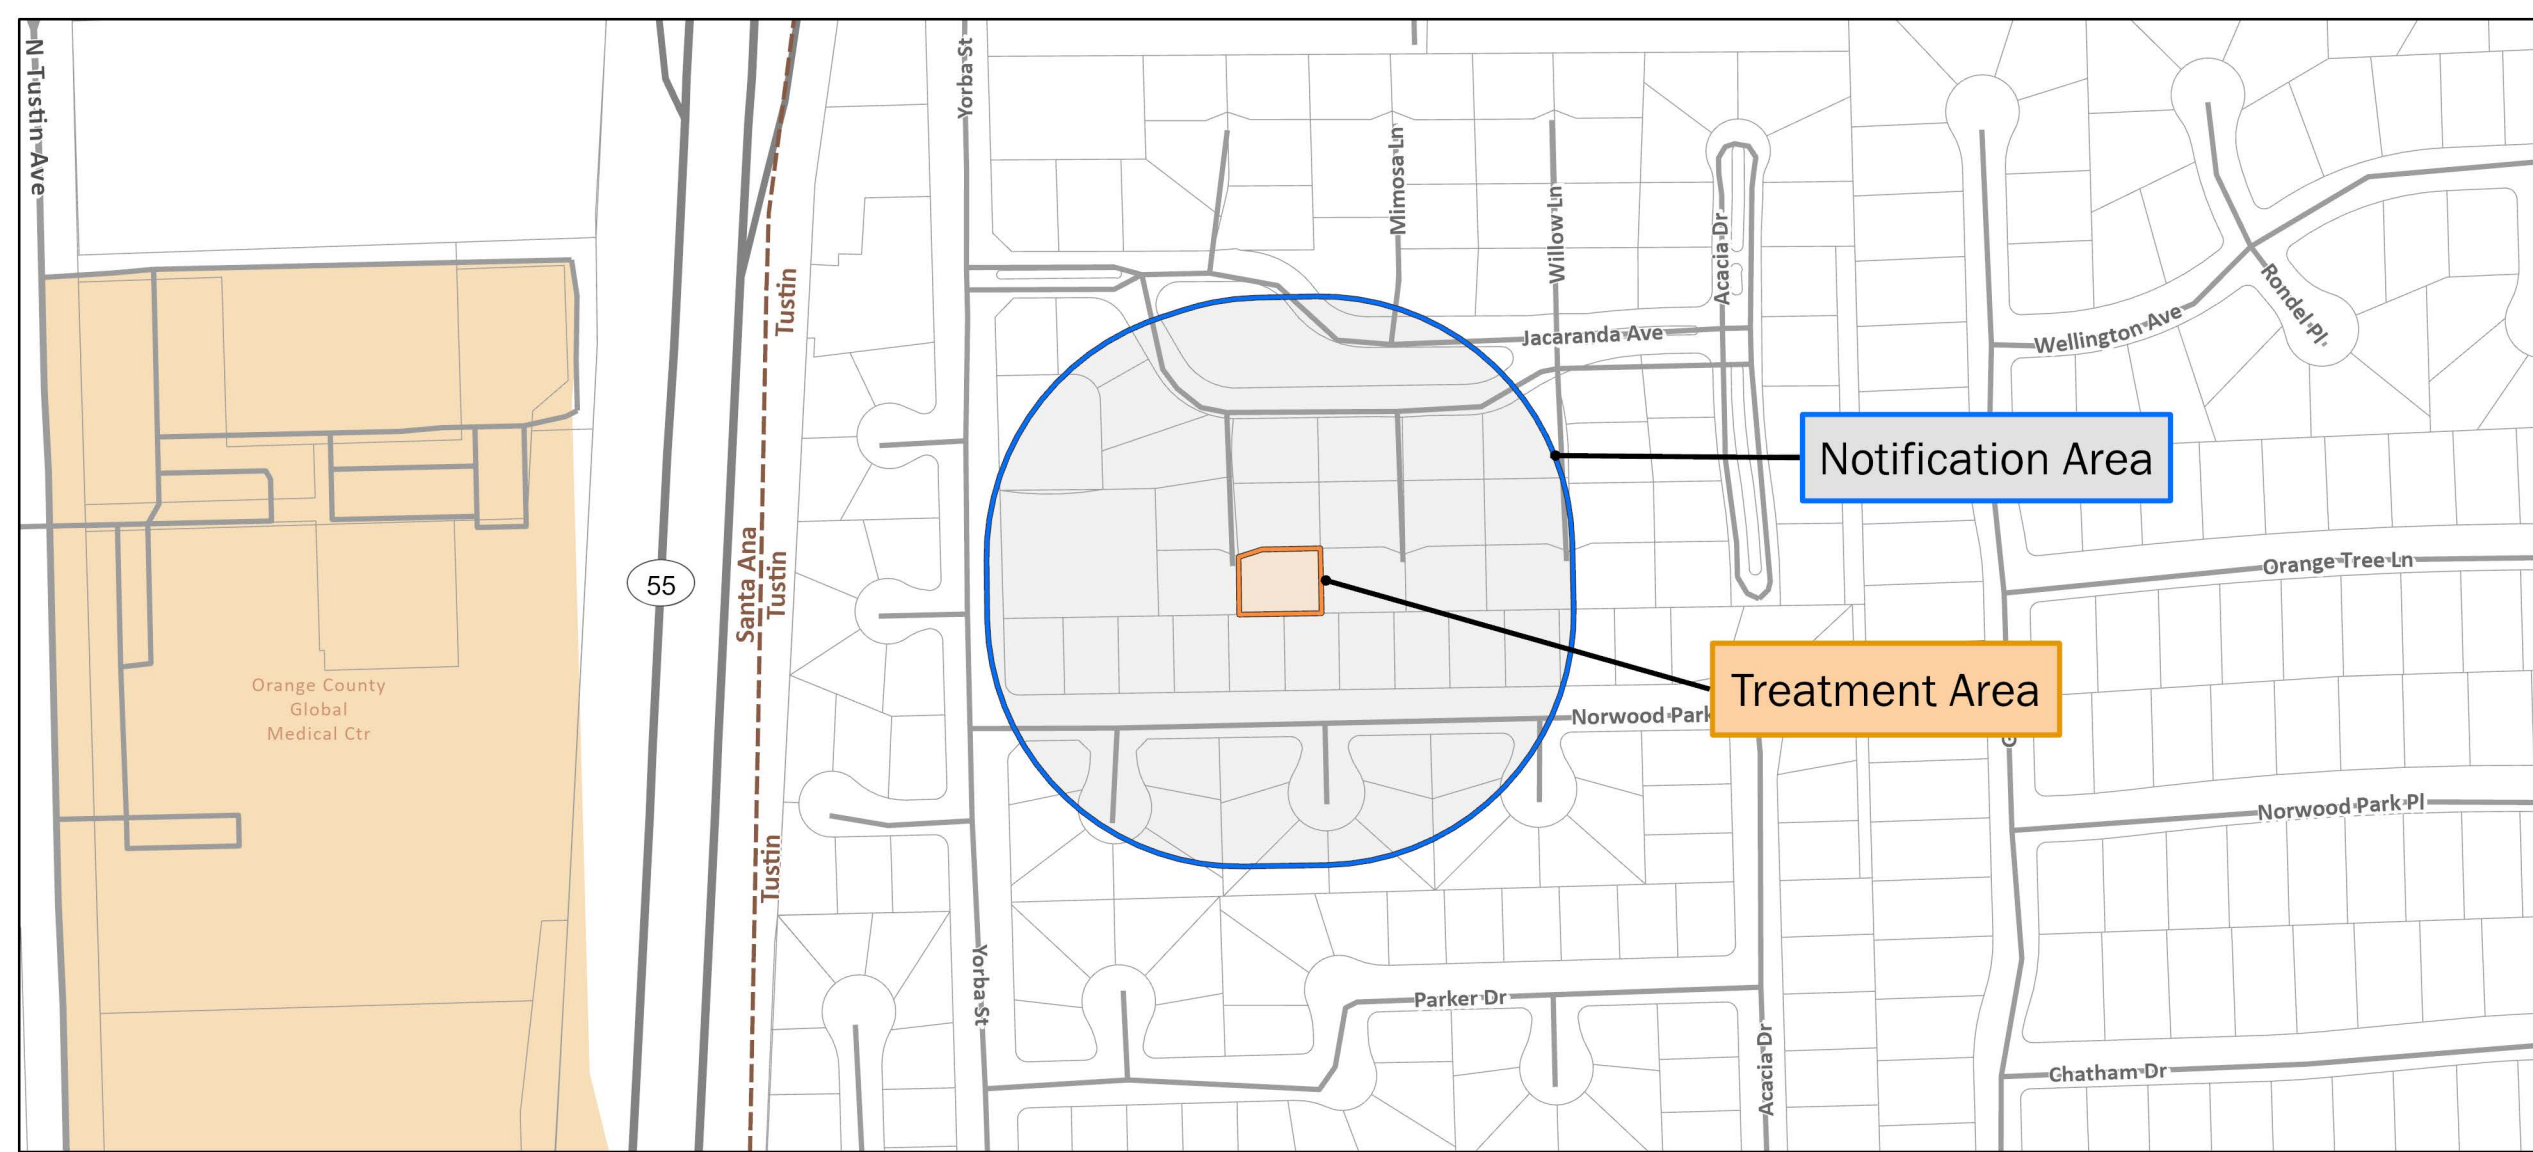 N Tustin Ave
Yorba St
Mimosa Ln
Willow Ln
Acacia Dr
Tustin
Jacaranda Ave
Wellington Ave
Rondel Pl
Notification Area
55
Santa Ana
Tustin
Orange Tree Ln
Treatment Area
Orange County
Global
Medical Ctr
Norwood Park
Norwood Park Pl
Tustin
Yorba St
Parker Dr
Acacia Dr
Chatham Dr